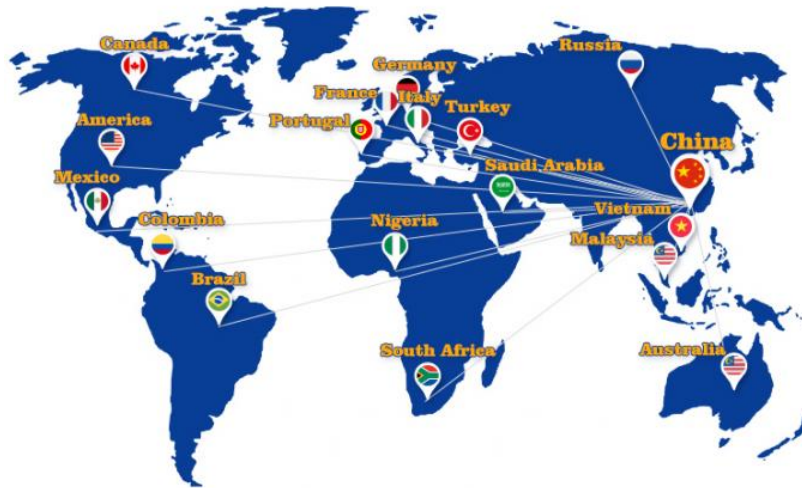 Canada
Russia
Germany
France
Italy
Turkey
America
Portugal
China
Saudi Arabia
Mexico
Colombia
Nigeria
Vietnam
Malaysia
Brazil
South Africa
Australia